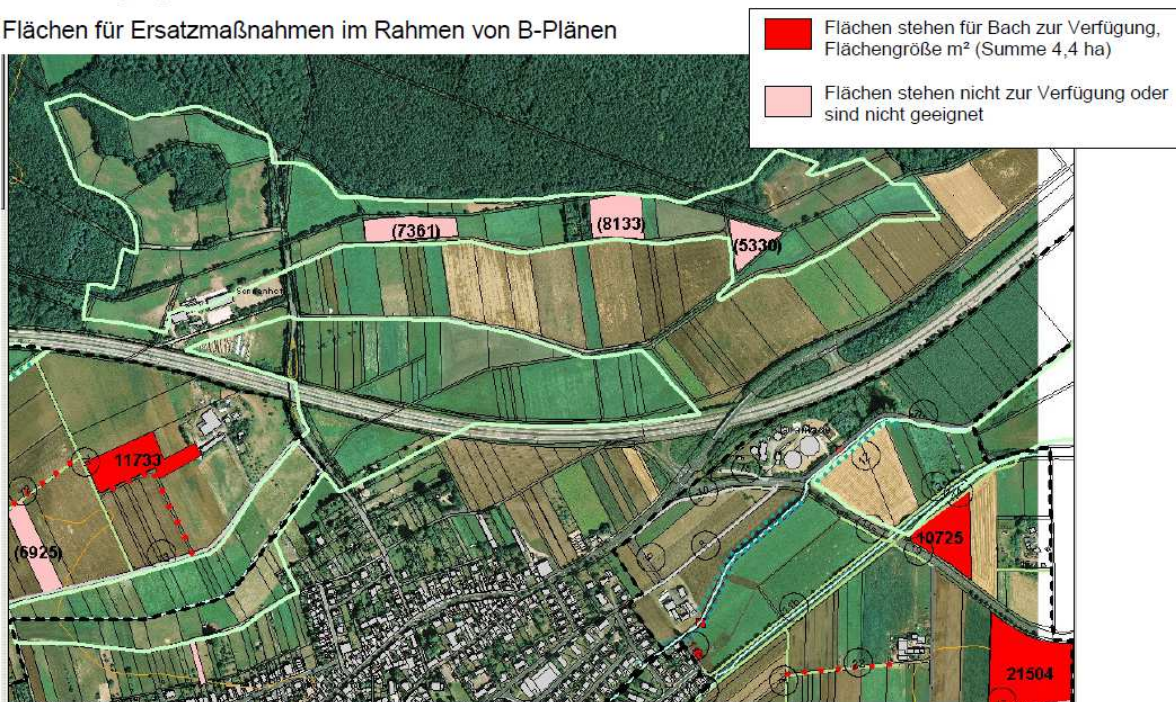 Flächen für Ersatzmaßnahmen im Rahmen von B-Plänen
Flächen stehen für Bach zur Verfügung,
Flächengröße m² (Summe 4,4 ha)
Flächen stehen nicht zur Verfügung oder
sind nicht geeignet
(7361)
(8133)
(5330)
11733
(6925)
10725
21504